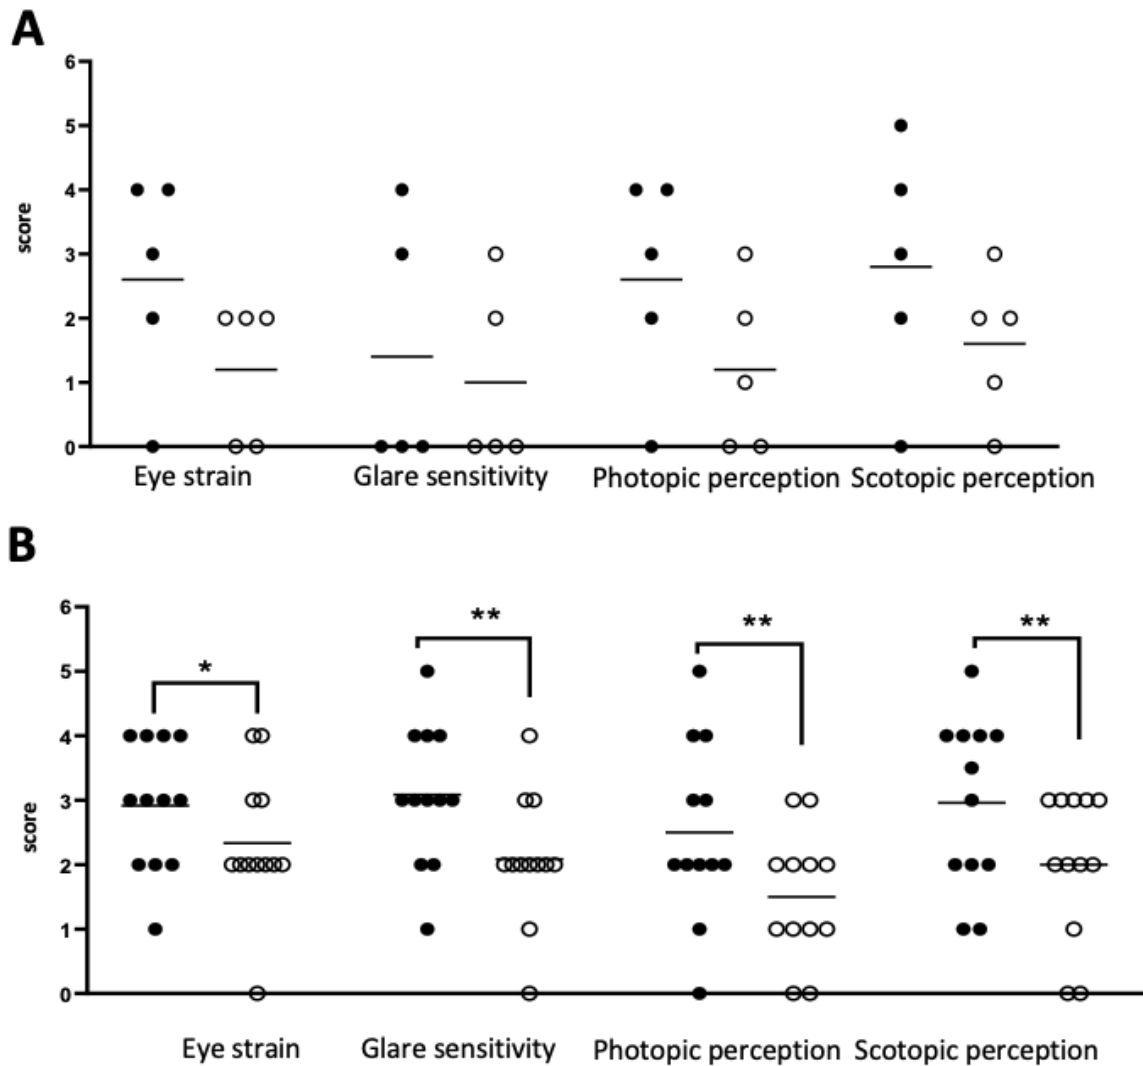 A
6
5
4
3
2
1
0
score
Eye strain Glare sensitivity Photopic perception Scotopic perception
B
6
5
4
3
2
1
0
score
* ** ** **
Eye strain Glare sensitivity Photopic perception Scotopic perception